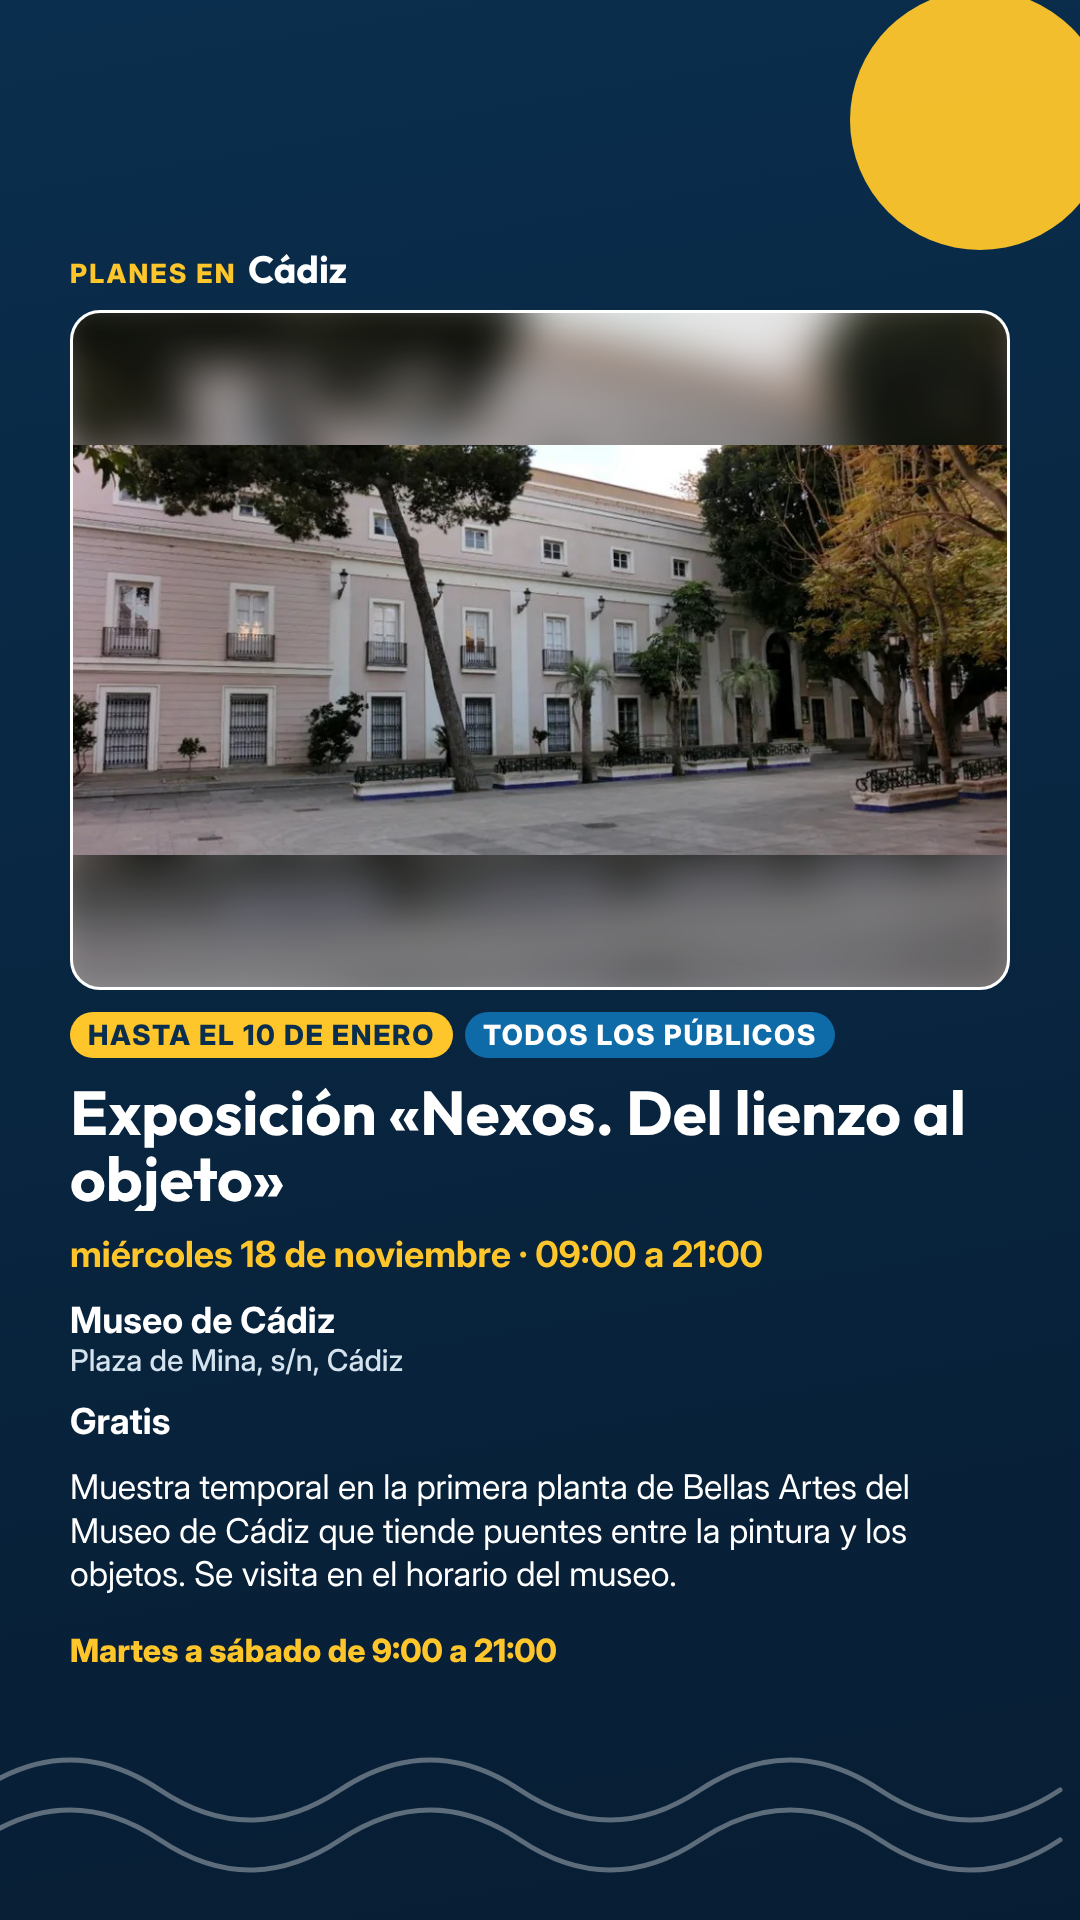 PLANES EN Cádiz
HASTA EL 10 DE ENERO
TODOS LOS PÚBLICOS
Exposición «Nexos. Del lienzo al
objeto»
miércoles 18 de noviembre · 09:00 a 21:00
Museo de Cádiz
Plaza de Mina, s/n, Cádiz
Gratis
Muestra temporal en la primera planta de Bellas Artes del
Museo de Cádiz que tiende puentes entre la pintura y los
objetos. Se visita en el horario del museo.
Martes a sábado de 9:00 a 21:00